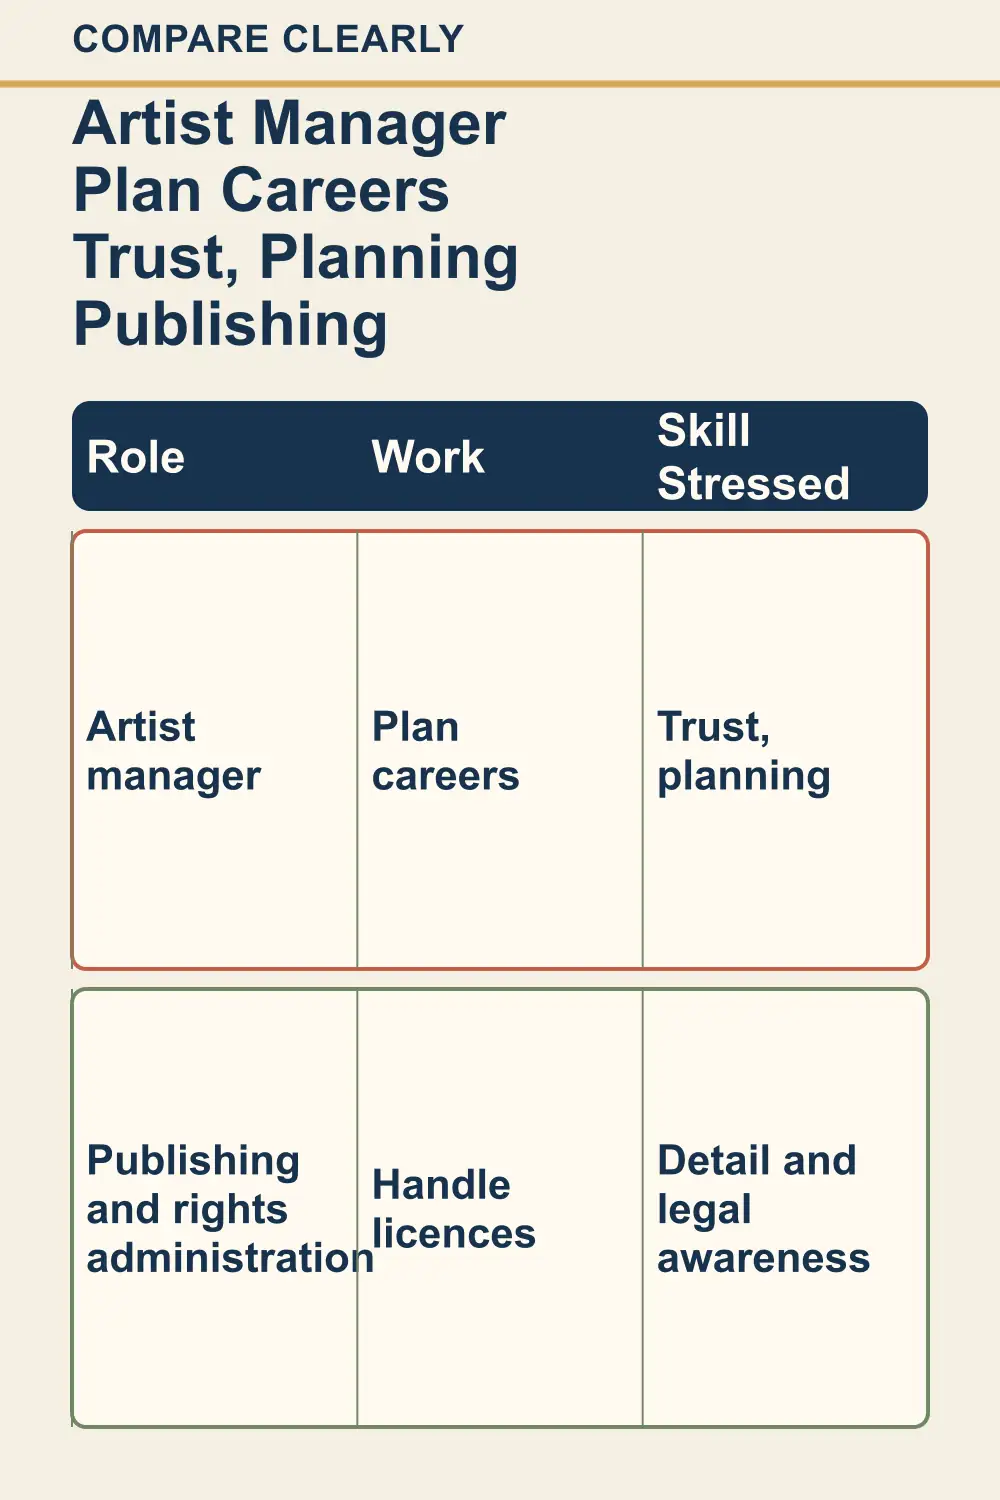 COMPARE CLEARLY
Artist Manager
Plan Careers
Trust, Planning
Publishing
Role
Work
Skill
Stressed
Artist
manager
Plan
careers
Trust,
planning
Publishing
and rights
administration
Handle
licences
Detail and
legal
awareness